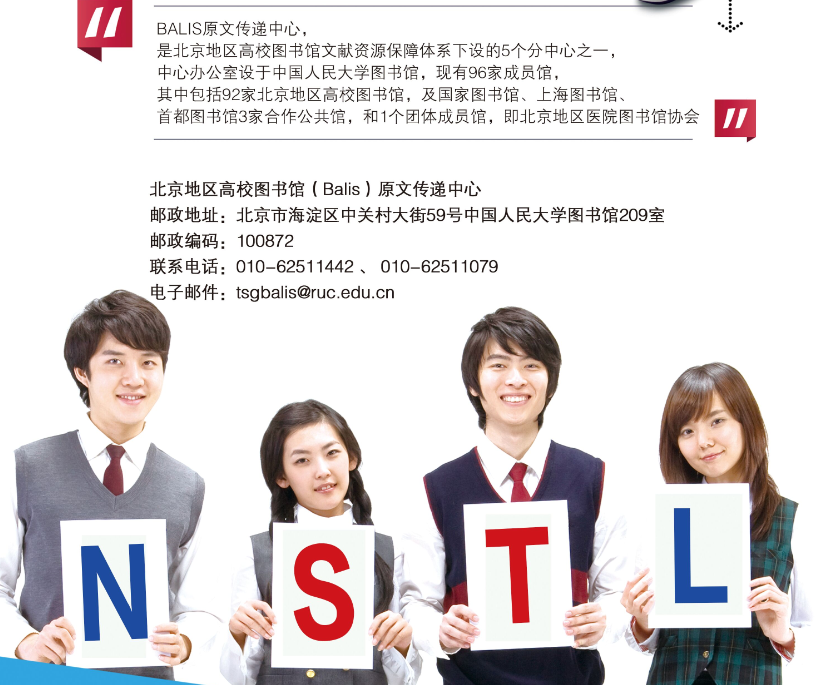 BALIS原文传递中心，
是北京地区高校图书馆文献资源保障体系下设的5个分中心之一，
中心办公室设于中国人民大学图书馆，现有96家成员馆，
其中包括92家北京地区高校图书馆，及国家图书馆、上海图书馆、
首都图书馆3家合作公共馆，和1个团体成员馆，即北京地区医院图书馆协会
北京地区高校图书馆（Balis）原文传递中心
邮政地址：北京市海淀区中关村大街59号中国人民大学图书馆209室
邮政编码：100872
联系电话：010-62511442 、 010-62511079
电子邮件：tsgbalis@ruc.edu.cn
N S T L